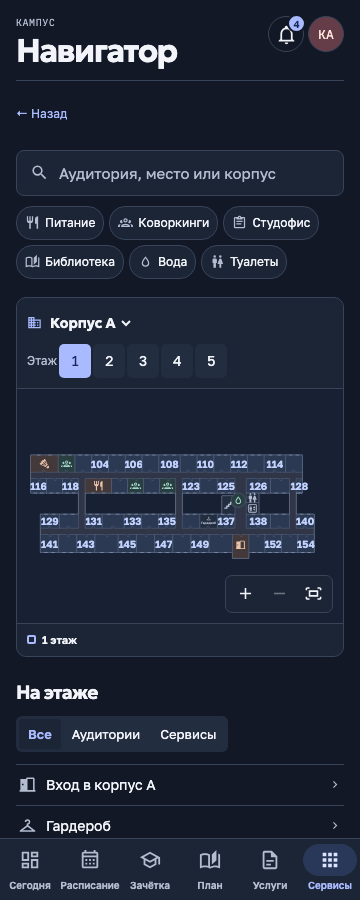 КАМПУС
Навигатор
4
КА
← Назад
Аудитория, место или корпус
Питание
Коворкинги
Студофис
Библиотека
Вода
Туалеты
Корпус А
Этаж 1 2 3 4 5
104 106 108 110 112 114
116 118 123 125 126 128
129 131 133 135 137 138 140
141 143 145 147 149 152 154
+ −
1 этаж
На этаже
Все Аудитории Сервисы
Вход в корпус А
Гардероб
Сегодня Расписание Зачётка План Услуги Сервисы